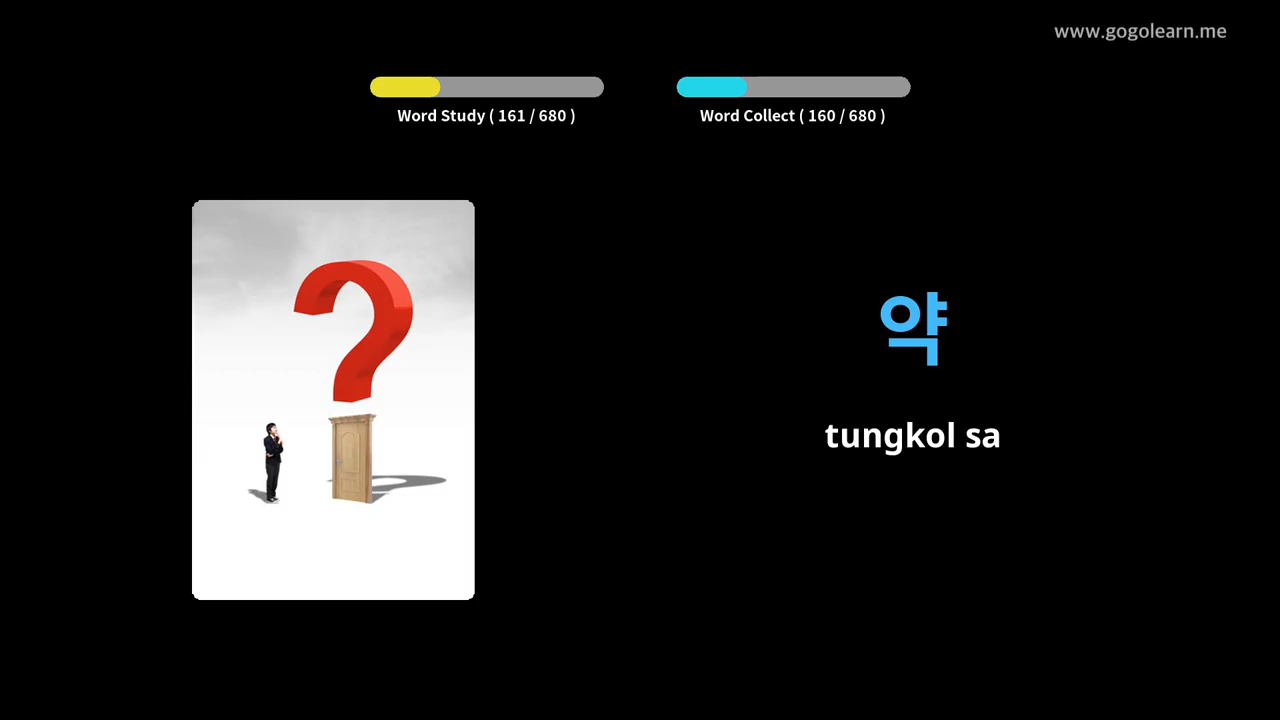 www.gogolearn.me
Word Study ( 161 / 680 )
Word Collect ( 160 / 680 )
약
tungkol sa